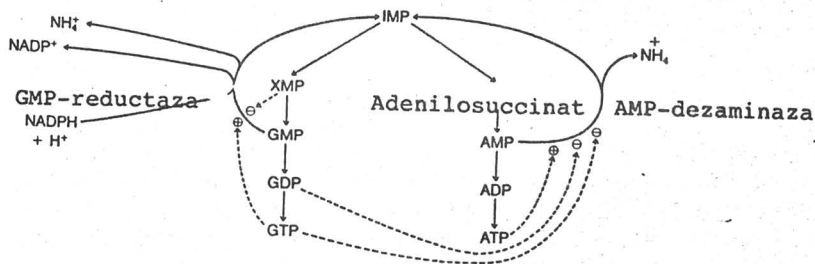 NH₄⁺
IMP
NADP⁺
+
NH₄
XMP
GMP-reductaza
Adenilosuccinat
AMP-dezaminaza
NADPH
+ H⁺
⊖
⊕
GMP
AMP
⊕
⊖
⊖
GDP
ADP
GTP
ATP